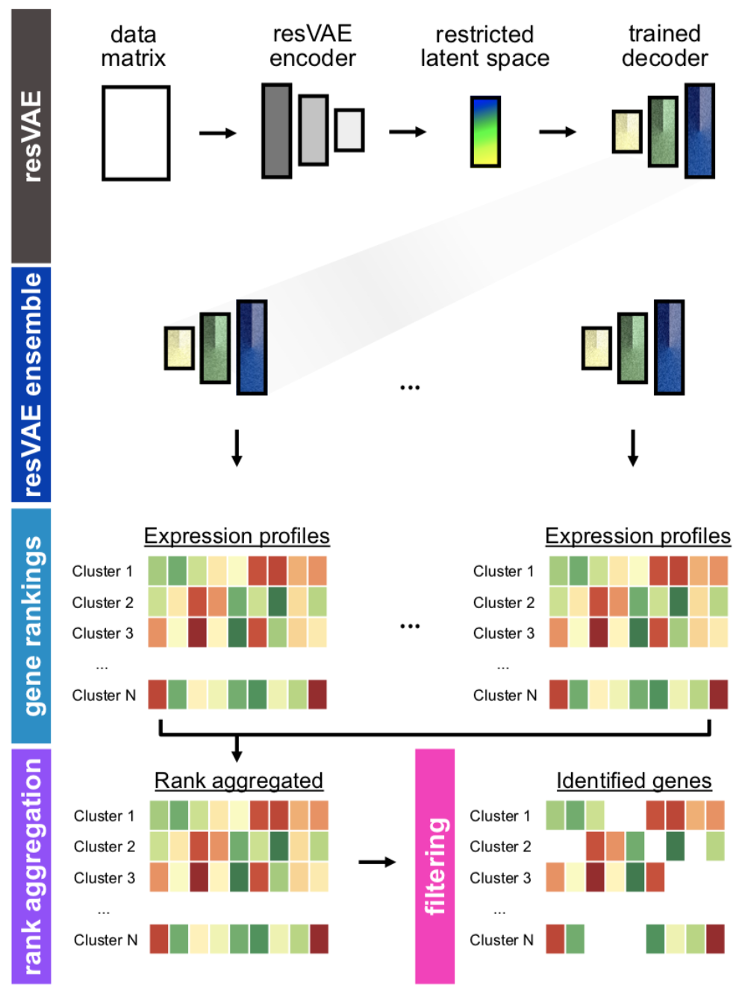 resVAE
data
matrix
resVAE
encoder
restricted
latent space
trained
decoder
resVAE ensemble
...
gene rankings
Expression profiles
Cluster 1
Cluster 2
Cluster 3
...
Cluster N
...
Expression profiles
Cluster 1
Cluster 2
Cluster 3
...
Cluster N
rank aggregation
Rank aggregated
Cluster 1
Cluster 2
Cluster 3
...
Cluster N
filtering
Identified genes
Cluster 1
Cluster 2
Cluster 3
...
Cluster N